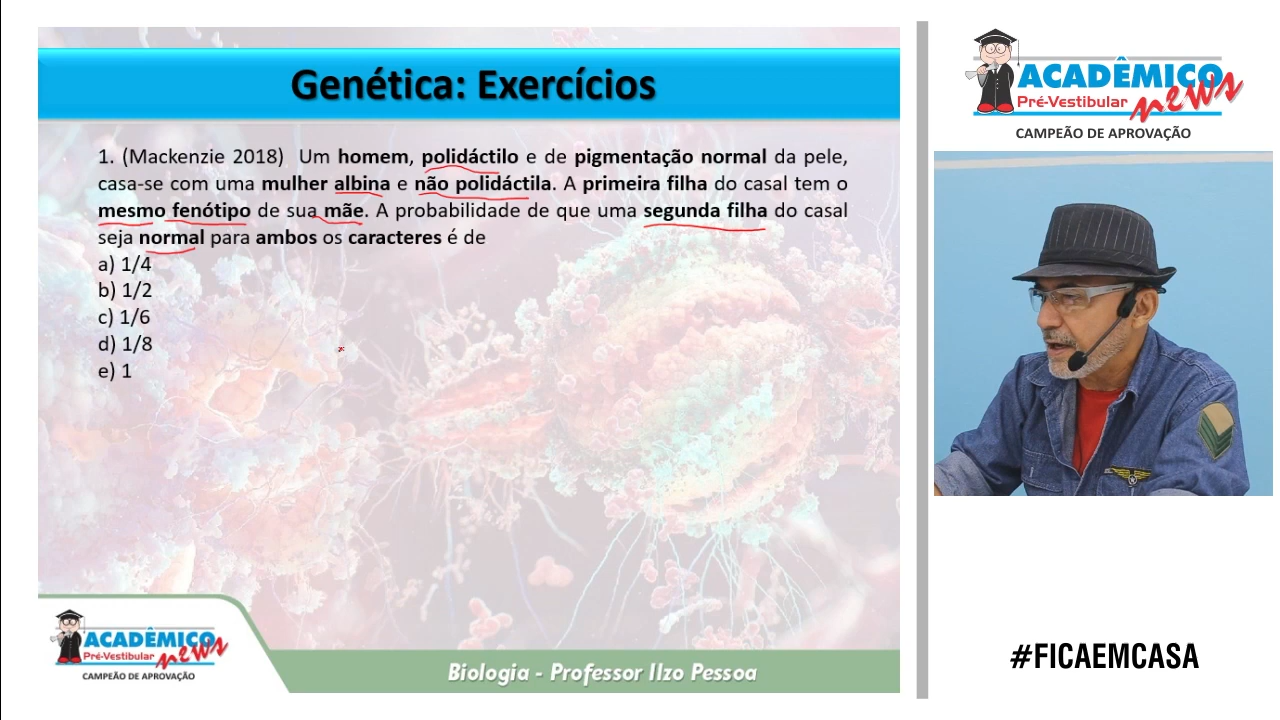 Genética: Exercícios
1. (Mackenzie 2018) Um homem, polidáctilo e de pigmentação normal da pele,
casa-se com uma mulher albina e não polidáctila. A primeira filha do casal tem o
mesmo fenótipo de sua mãe. A probabilidade de que uma segunda filha do casal
seja normal para ambos os caracteres é de
a) 1/4
b) 1/2
c) 1/6
d) 1/8
e) 1
ACADÊMICO
Pré-Vestibular news
CAMPEÃO DE APROVAÇÃO
Biologia - Professor Ilzo Pessoa
ACADÊMICO
Pré-Vestibular news
CAMPEÃO DE APROVAÇÃO
#FICAEMCASA